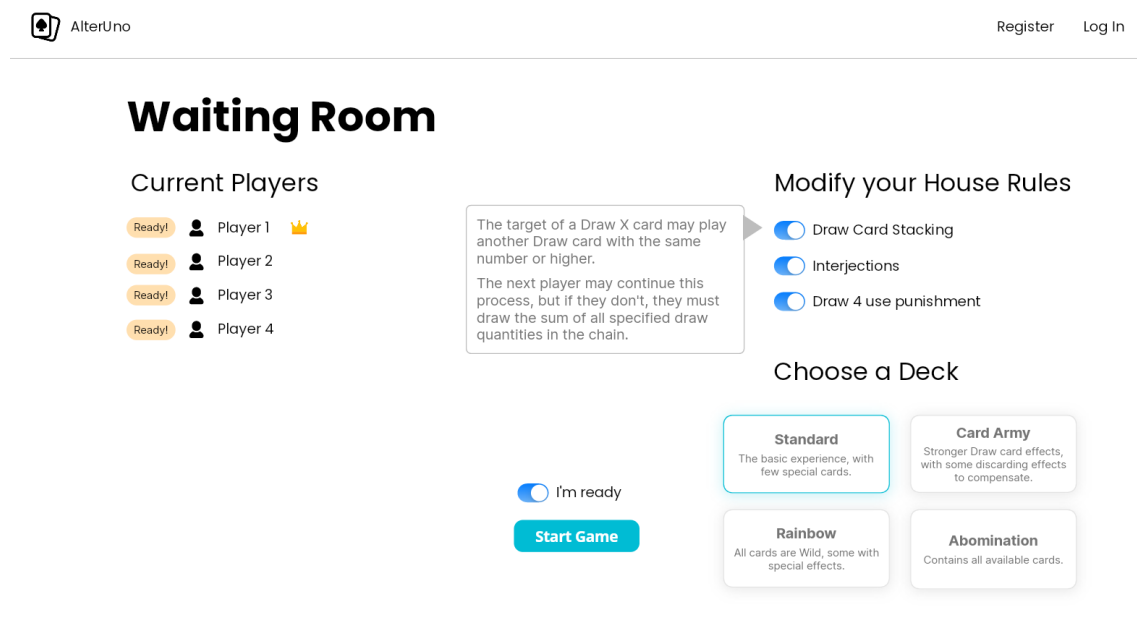 AlterUno
Register
Log In
Waiting Room
Current Players
Ready!
Player 1
Ready!
Player 2
Ready!
Player 3
Ready!
Player 4
The target of a Draw X card may play
another Draw card with the same
number or higher.
The next player may continue this
process, but if they don't, they must
draw the sum of all specified draw
quantities in the chain.
Modify your House Rules
Draw Card Stacking
Interjections
Draw 4 use punishment
Choose a Deck
Standard
The basic experience, with
few special cards.
Card Army
Stronger Draw card effects,
with some discarding effects
to compensate.
Rainbow
All cards are Wild, some with
special effects.
Abomination
Contains all available cards.
I'm ready
Start Game